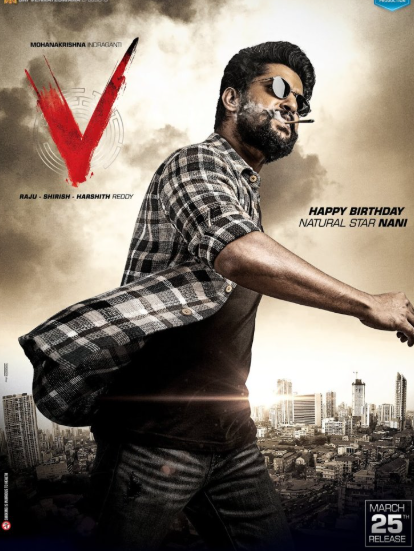 MOHANAKRISHNA INDRAGANTI
V
RAJU - SHIRISH - HARSHITH REDDY
HAPPY BIRTHDAY
NATURAL STAR NANI
MARCH
25TH
RELEASE